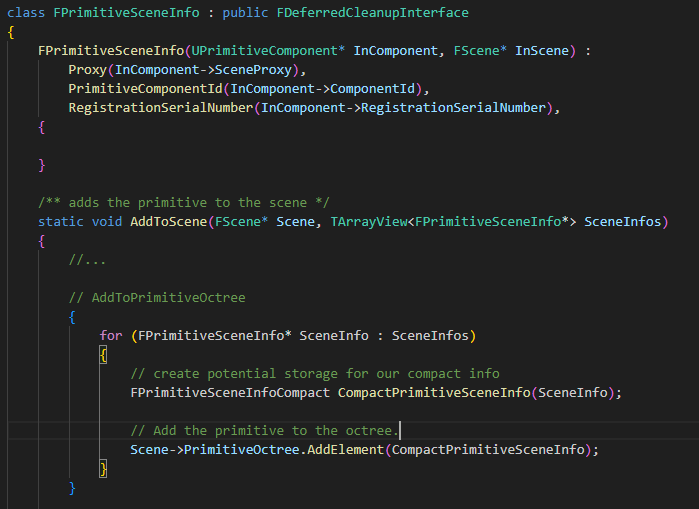 class FPrimitiveSceneInfo : public FDeferredCleanupInterface
{
    FPrimitiveSceneInfo(UPrimitiveComponent* InComponent, FScene* InScene) :
        Proxy(InComponent->SceneProxy),
        PrimitiveComponentId(InComponent->ComponentId),
        RegistrationSerialNumber(InComponent->RegistrationSerialNumber),
    {

    }

    /** adds the primitive to the scene */
    static void AddToScene(FScene* Scene, TArrayView<FPrimitiveSceneInfo*> SceneInfos)
    {
        //...

        // AddToPrimitiveOctree
        {
            for (FPrimitiveSceneInfo* SceneInfo : SceneInfos)
            {
                // create potential storage for our compact info
                FPrimitiveSceneInfoCompact CompactPrimitiveSceneInfo(SceneInfo);

                // Add the primitive to the octree.
                Scene->PrimitiveOctree.AddElement(CompactPrimitiveSceneInfo);
            }
        }